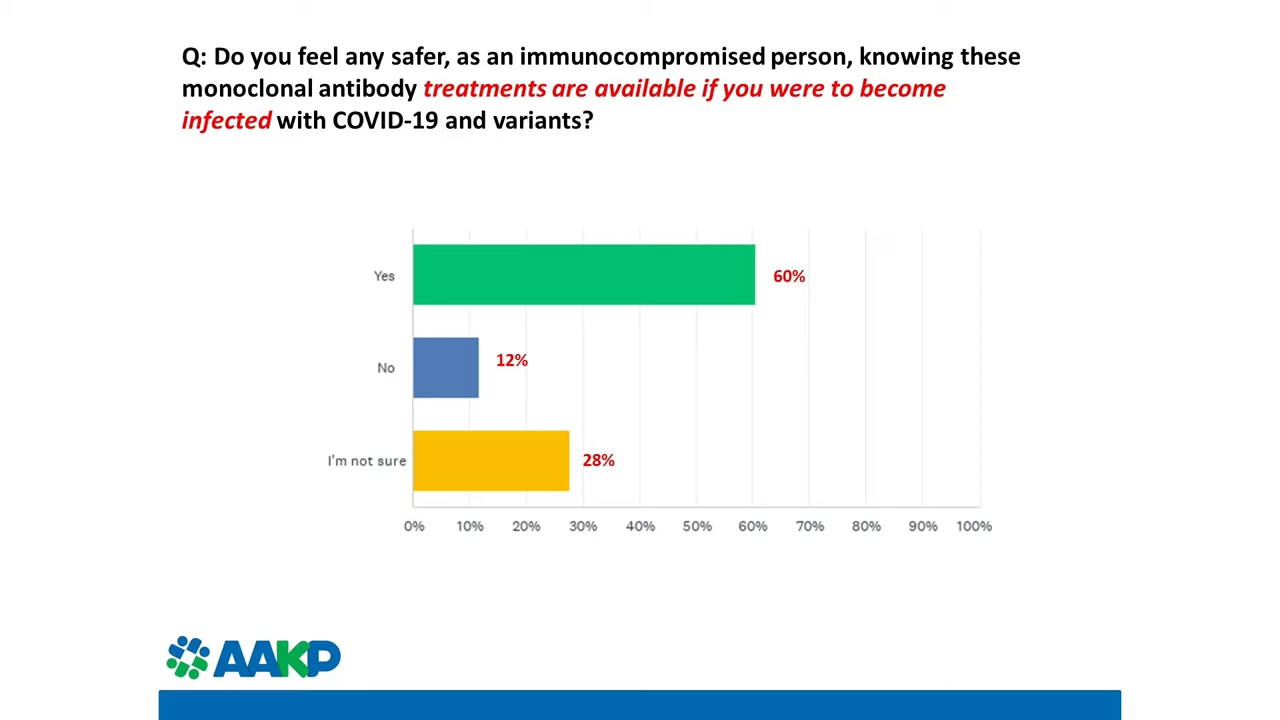 Q: Do you feel any safer, as an immunocompromised person, knowing these
monoclonal antibody treatments are available if you were to become
infected with COVID-19 and variants?
Yes
60%
No
12%
I'm not sure
28%
0% 10% 20% 30% 40% 50% 60% 70% 80% 90% 100%
AAKP